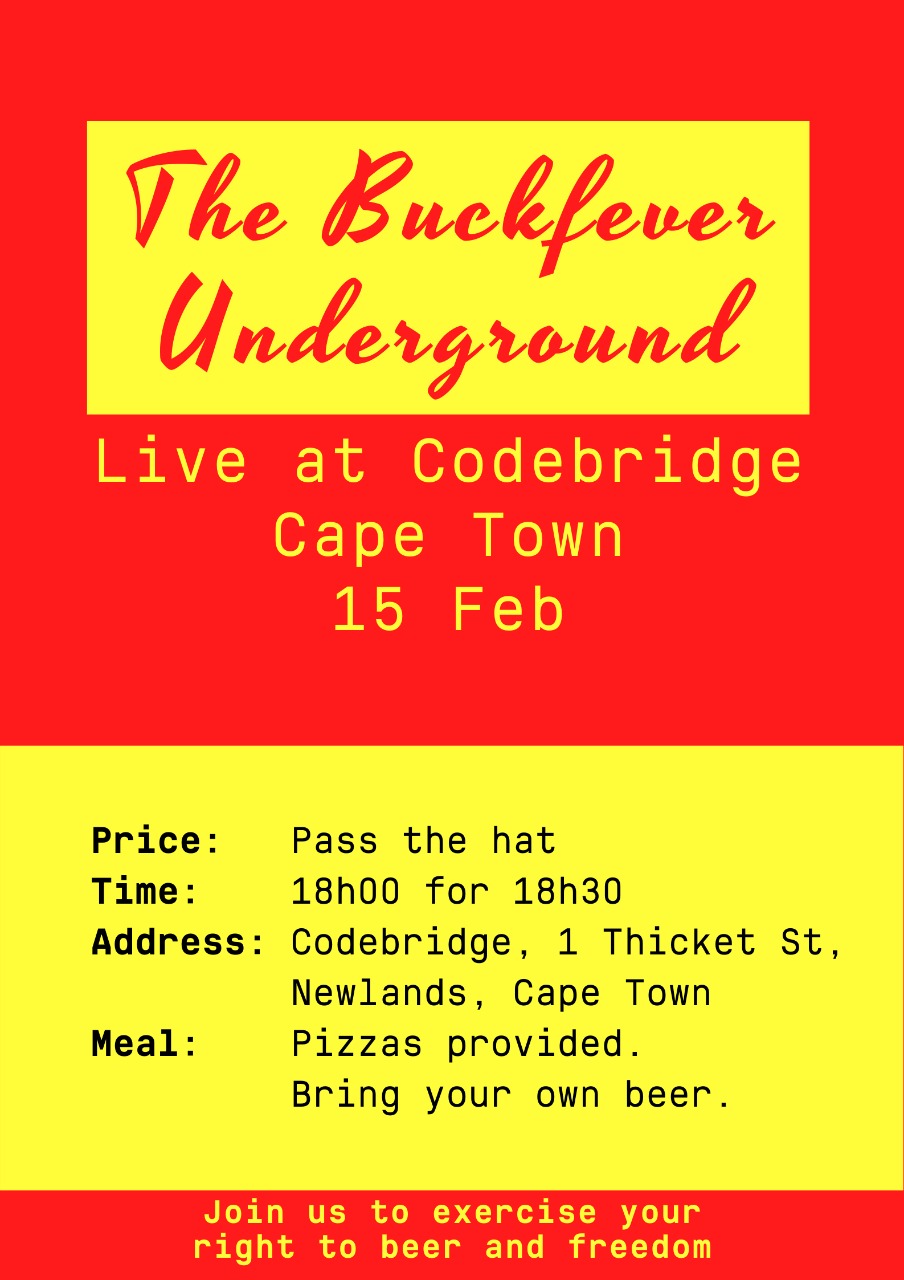 The Buckfever
Underground
Live at Codebridge
Cape Town
15 Feb
Price: Pass the hat
Time: 18h00 for 18h30
Address: Codebridge, 1 Thicket St,
Newlands, Cape Town
Meal: Pizzas provided.
Bring your own beer.
Join us to exercise your
right to beer and freedom